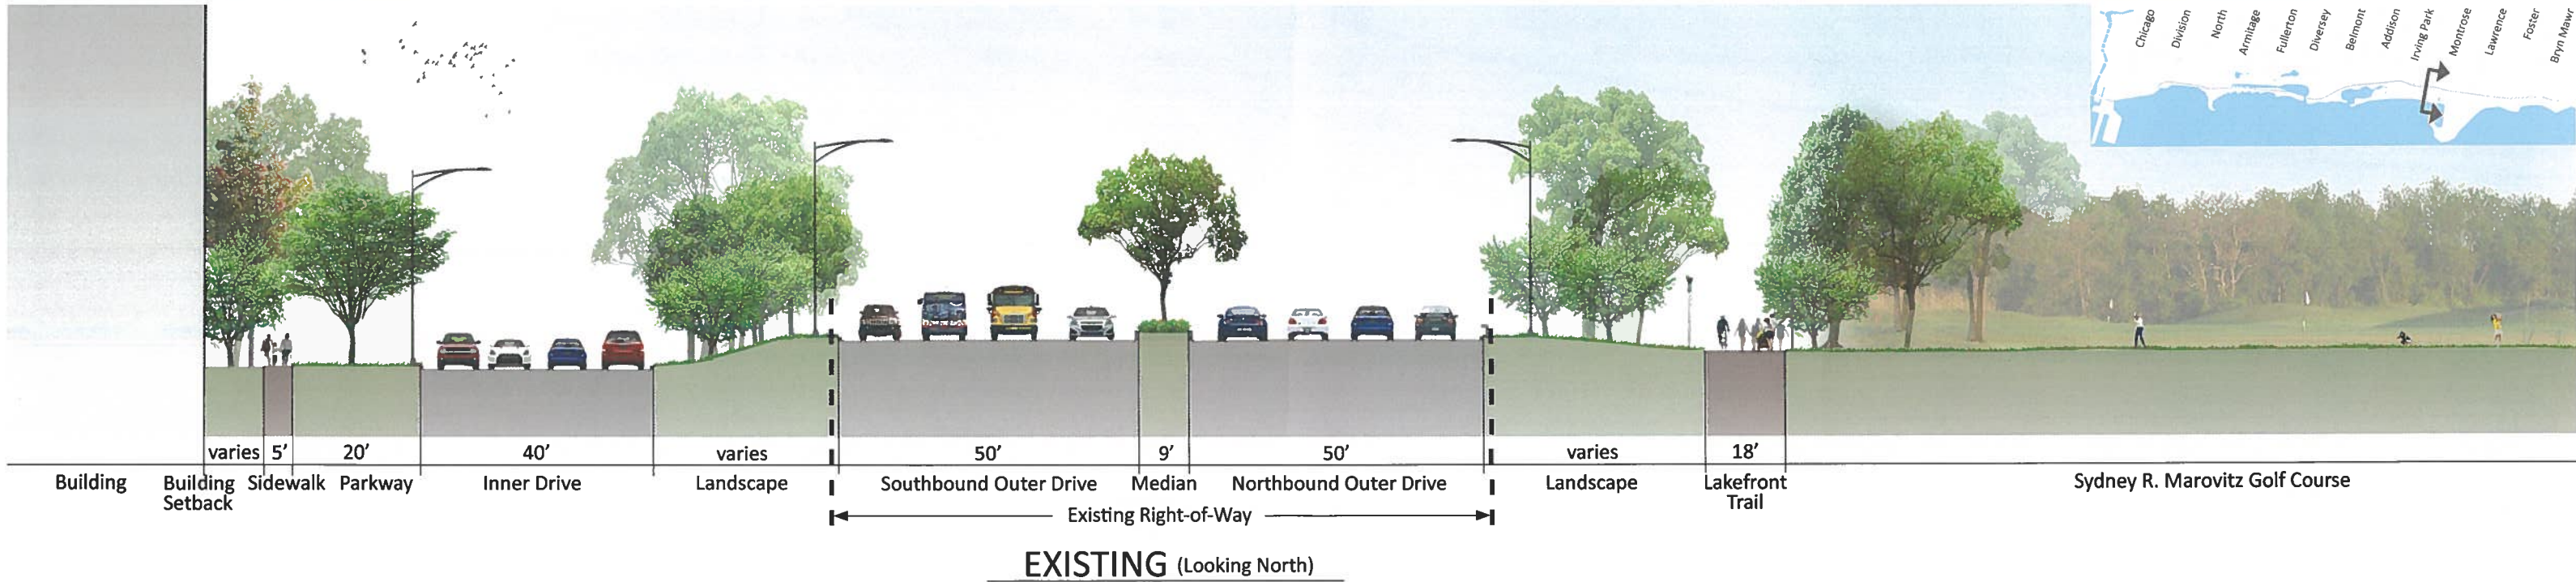 Chicago
Division
North
Armitage
Fullerton
Diversey
Belmont
Addison
Irving Park
Montrose
Lawrence
Foster
Bryn Mawr
varies 5' 20' 40' varies 50' 9' 50' varies 18'
Building
Building
Setback
Sidewalk
Parkway
Inner Drive
Landscape
Southbound Outer Drive
Median
Northbound Outer Drive
Landscape
Lakefront
Trail
Sydney R. Marovitz Golf Course
Existing Right-of-Way
EXISTING (Looking North)